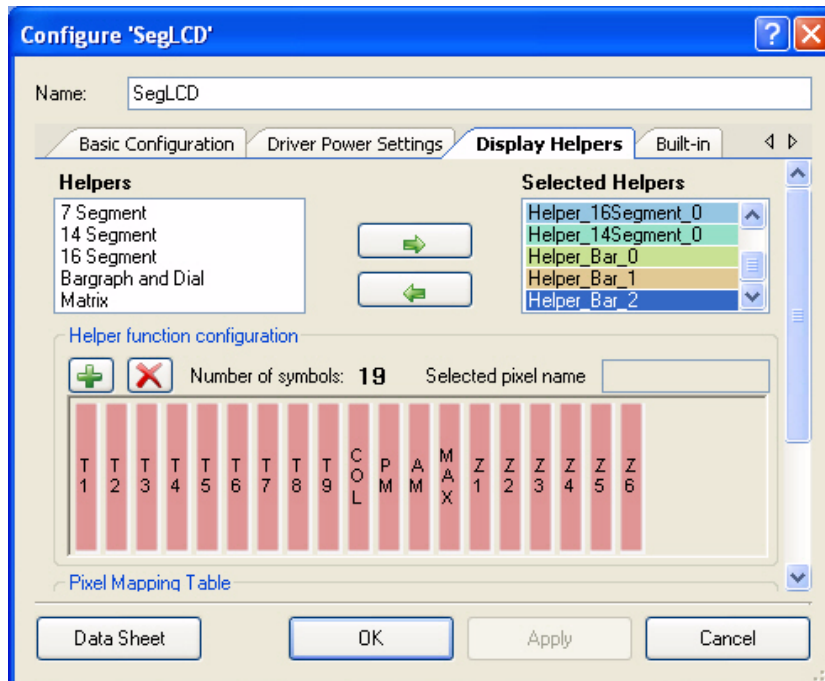 Configure 'SegLCD'
Name: SegLCD
Basic Configuration Driver Power Settings Display Helpers Built-in
Helpers
7 Segment
14 Segment
16 Segment
Bargraph and Dial
Matrix
Selected Helpers
Helper_16Segment_0
Helper_14Segment_0
Helper_Bar_0
Helper_Bar_1
Helper_Bar_2
Helper function configuration
Number of symbols: 19 Selected pixel name
T1 T2 T3 T4 T5 T6 T7 T8 T9 COL PM AM MAX Z1 Z2 Z3 Z4 Z5 Z6
Pixel Mapping Table
Data Sheet OK Apply Cancel